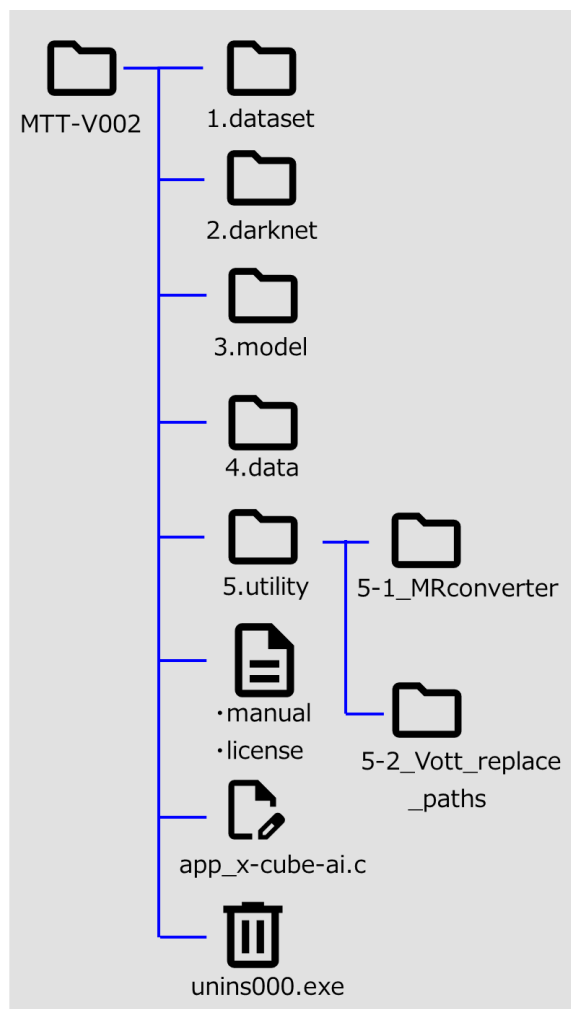 MTT-V002
1.dataset
2.darknet
3.model
4.data
5.utility
5-1_MRconverter
5-2_Vott_replace
_paths
・manual
・license
app_x-cube-ai.c
unins000.exe